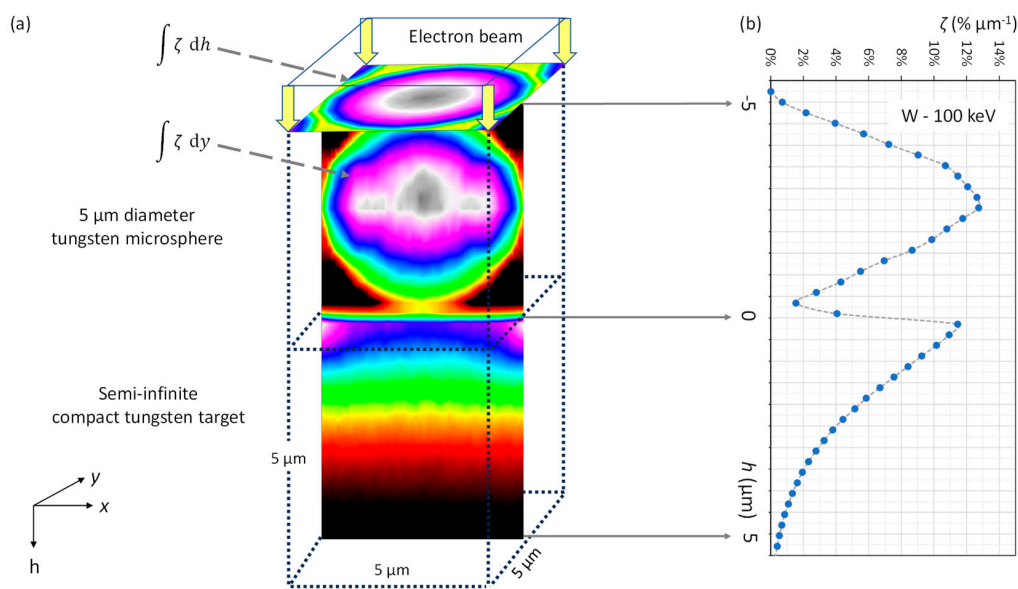 (a)
∫ ζ dh
Electron beam
∫ ζ dy
5 μm diameter
tungsten microsphere
Semi-infinite
compact tungsten target
5 μm
5 μm
5 μm
y
x
h
(b)
ζ (% μm⁻¹)
0% 2% 4% 6% 8% 10% 12% 14%
W - 100 keV
-5
0
h (μm)
5